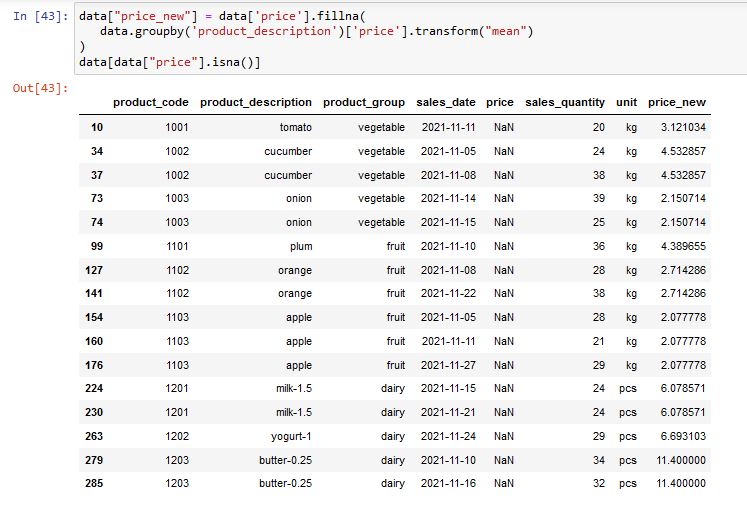 In [43]: data["price_new"] = data['price'].fillna(
data.groupby('product_description')['price'].transform("mean")
)
data[data["price"].isna()]
Out[43]:
product_code product_description product_group sales_date price sales_quantity unit price_new
10 1001 tomato vegetable 2021-11-11 NaN 20 kg 3.121034
34 1002 cucumber vegetable 2021-11-05 NaN 24 kg 4.532857
37 1002 cucumber vegetable 2021-11-08 NaN 38 kg 4.532857
73 1003 onion vegetable 2021-11-14 NaN 39 kg 2.150714
74 1003 onion vegetable 2021-11-15 NaN 25 kg 2.150714
99 1101 plum fruit 2021-11-10 NaN 36 kg 4.389655
127 1102 orange fruit 2021-11-08 NaN 28 kg 2.714286
141 1102 orange fruit 2021-11-22 NaN 38 kg 2.714286
154 1103 apple fruit 2021-11-05 NaN 28 kg 2.077778
160 1103 apple fruit 2021-11-11 NaN 21 kg 2.077778
176 1103 apple fruit 2021-11-27 NaN 29 kg 2.077778
224 1201 milk-1.5 dairy 2021-11-15 NaN 24 pcs 6.078571
230 1201 milk-1.5 dairy 2021-11-21 NaN 24 pcs 6.078571
263 1202 yogurt-1 dairy 2021-11-24 NaN 29 pcs 6.693103
279 1203 butter-0.25 dairy 2021-11-10 NaN 34 pcs 11.400000
285 1203 butter-0.25 dairy 2021-11-16 NaN 32 pcs 11.400000